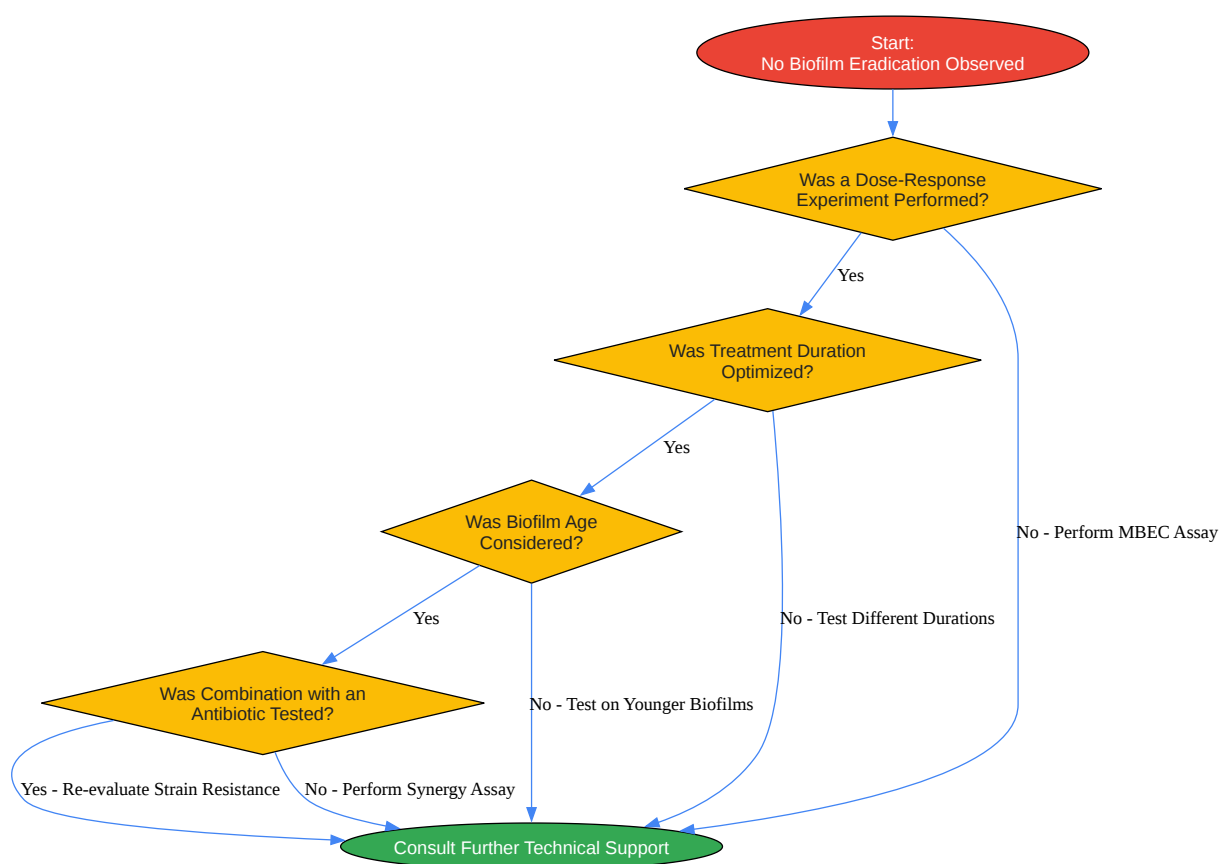 Start:
No Biofilm Eradication Observed
Was a Dose-Response
Experiment Performed?
Yes
Was Treatment Duration
Optimized?
Yes
Was Biofilm Age
Considered?
No - Perform MBEC Assay
Yes
No - Test Different Durations
Was Combination with an
Antibiotic Tested?
No - Test on Younger Biofilms
Yes - Re-evaluate Strain Resistance
No - Perform Synergy Assay
Consult Further Technical Support